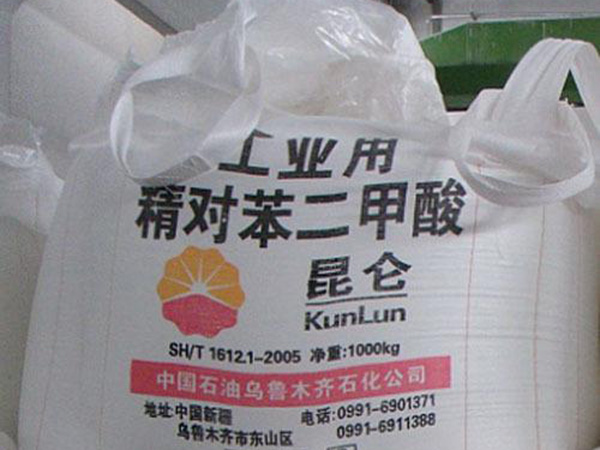 工业用
精对苯二甲酸
昆仑
KunLun
SH/T 1612.1-2005 净重:1000kg
中国石油乌鲁木齐石化公司
地址:中国新疆 电话:0991-6901371
乌鲁木齐市东山区 0991-6911388